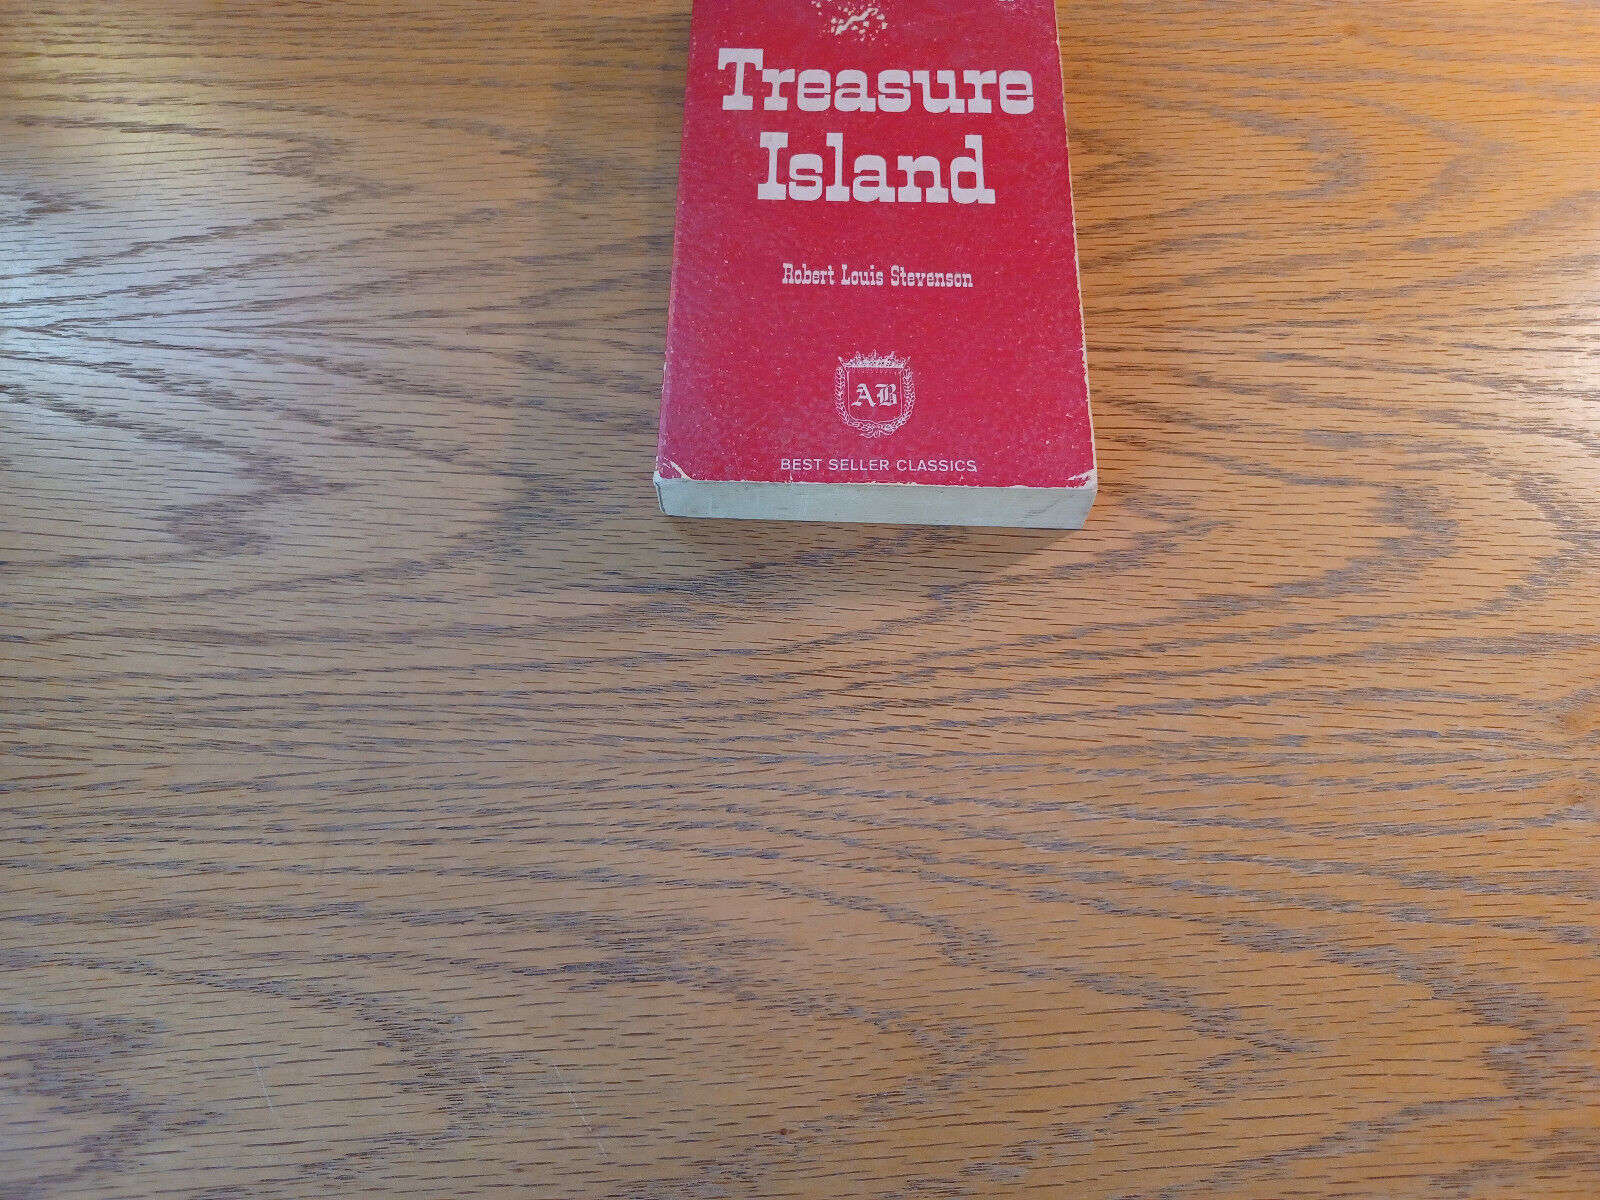 Treasure
Island
Robert Louis Stevenson
AB
BEST SELLER CLASSICS